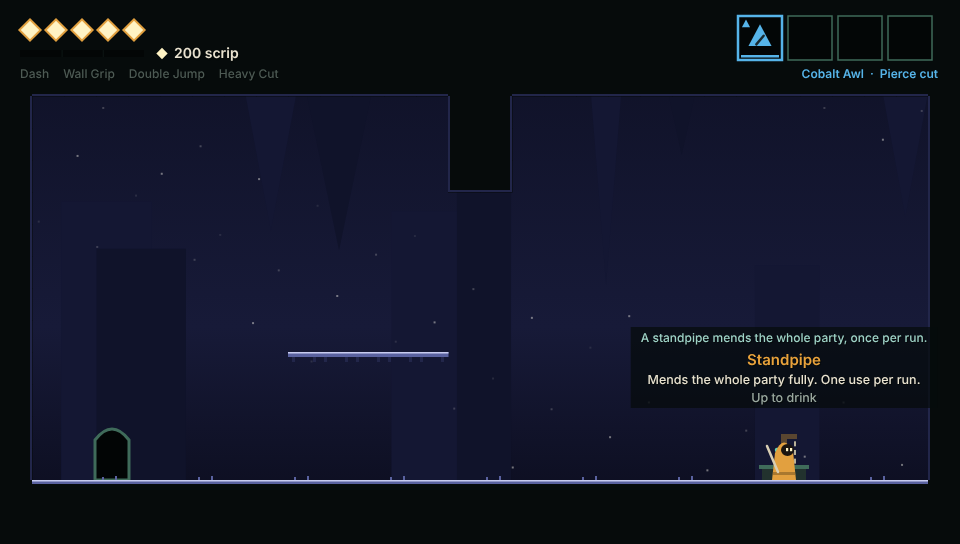 200 scrip
Dash Wall Grip Double Jump Heavy Cut
Cobalt Awl · Pierce cut
A standpipe mends the whole party, once per run.
Standpipe
Mends the whole party fully. One use per run.
Up to drink